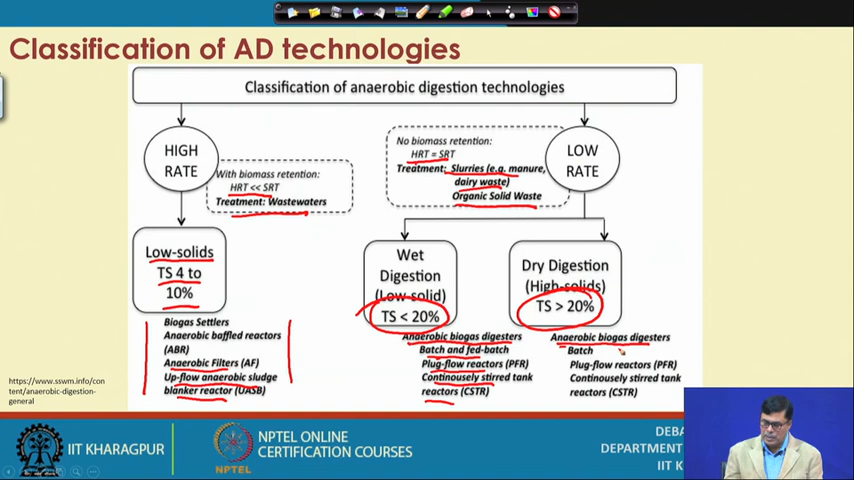 Classification of AD technologies
Classification of anaerobic digestion technologies
HIGH
RATE
With biomass retention:
HRT << SRT
Treatment: Wastewaters
No biomass retention:
HRT = SRT
Treatment: Slurries (e.g. manure,
dairy waste)
Organic Solid Waste
LOW
RATE
Low-solids
TS 4 to
10%
Wet
Digestion
(Low-solid)
TS < 20%
Dry Digestion
(High-solids)
TS > 20%
Biogas Settlers
Anaerobic baffled reactors
(ABR)
Anaerobic Filters (AF)
Up-flow anaerobic sludge
blanker reactor (UASB)
Anaerobic biogas digesters
Batch and fed-batch
Plug-flow reactors (PFR)
Continousely stirred tank
reactors (CSTR)
Anaerobic biogas digesters
Batch
Plug-flow reactors (PFR)
Continousely stirred tank
reactors (CSTR)
https://www.sswm.info/con
tent/anaerobic-digestion-
general
IIT KHARAGPUR
NPTEL
NPTEL ONLINE
CERTIFICATION COURSES
DEBA
DEPARTMENT
IIT K